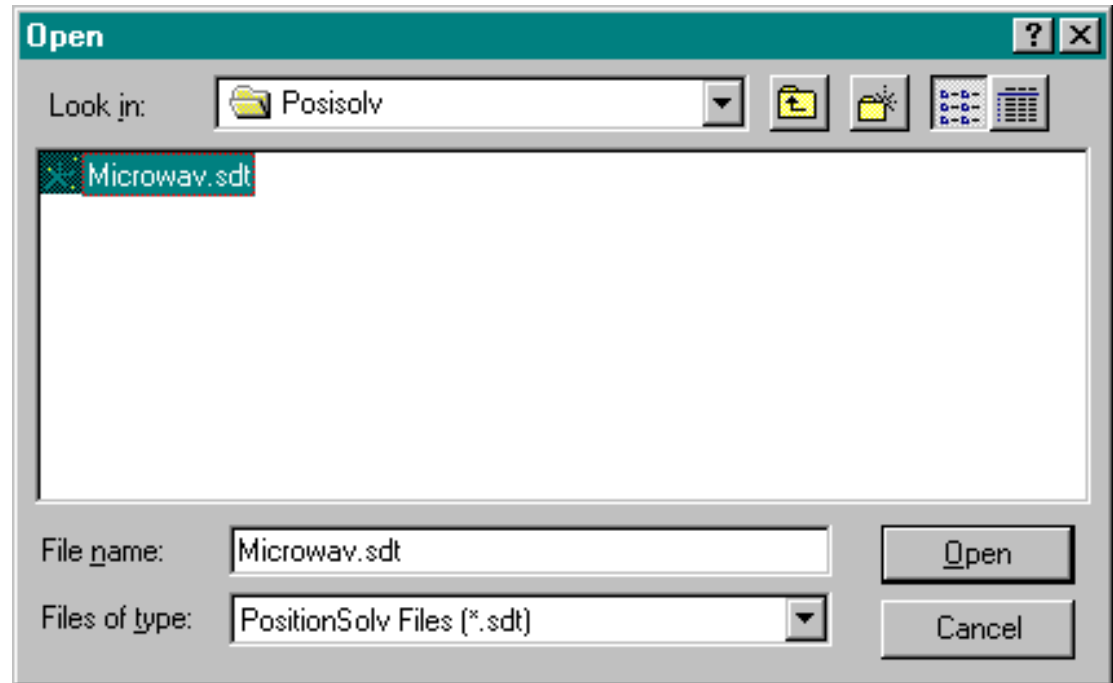 Open
Look in: Posisolv
Microwav.sdt
File name: Microwav.sdt Open
Files of type: PositionSolv Files (*.sdt) Cancel